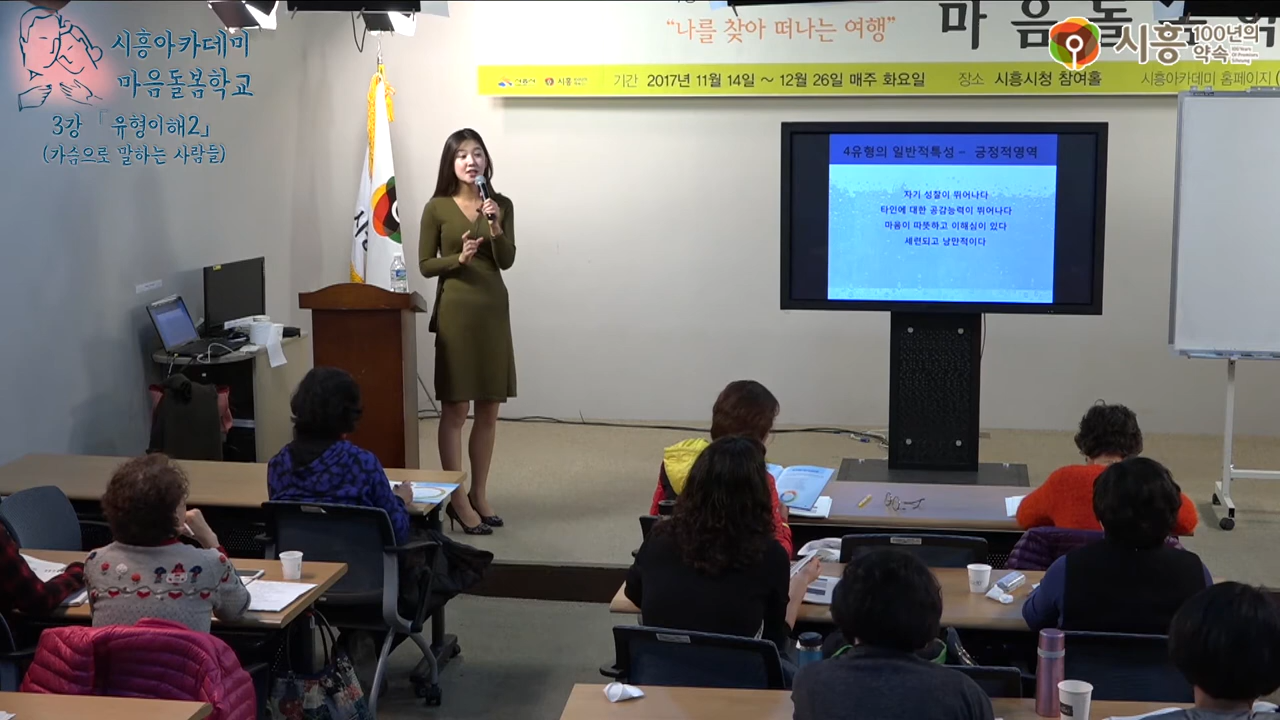 시흥아카데미
마음돌봄학교
3강 「유형이해2」
(가슴으로 말하는 사람들)
"나를 찾아 떠나는 여행"
마음돌봄
시흥 100년의 약속
기간 2017년 11월 14일 ~ 12월 26일 매주 화요일 장소 시흥시청 참여홀 시흥아카데미 홈페이지 (
4유형의 일반적특성 - 긍정적영역
자기 성찰이 뛰어나다
타인에 대한 공감능력이 뛰어나다
마음이 따뜻하고 이해심이 있다
세련되고 낭만적이다